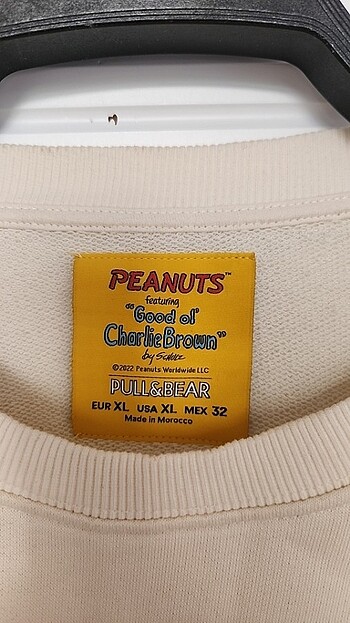 PEANUTS™
featuring
"Good ol'
Charlie Brown"
by Schulz
©2022 Peanuts Worldwide LLC
PULL&BEAR
EUR XL USA XL MEX 32
Made in Morocco